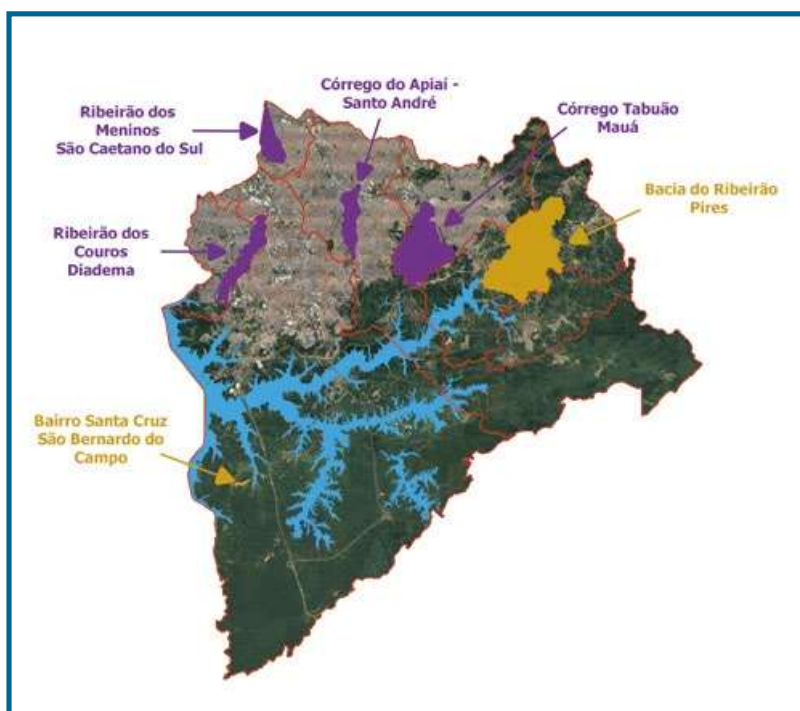 Córrego do Apiaí -
Santo André
Ribeirão dos
Meninos
São Caetano do Sul
Córrego Tabuão
Mauá
Bacia do Ribeirão
Pires
Ribeirão dos
Couros
Diadema
Bairro Santa Cruz
São Bernardo do
Campo